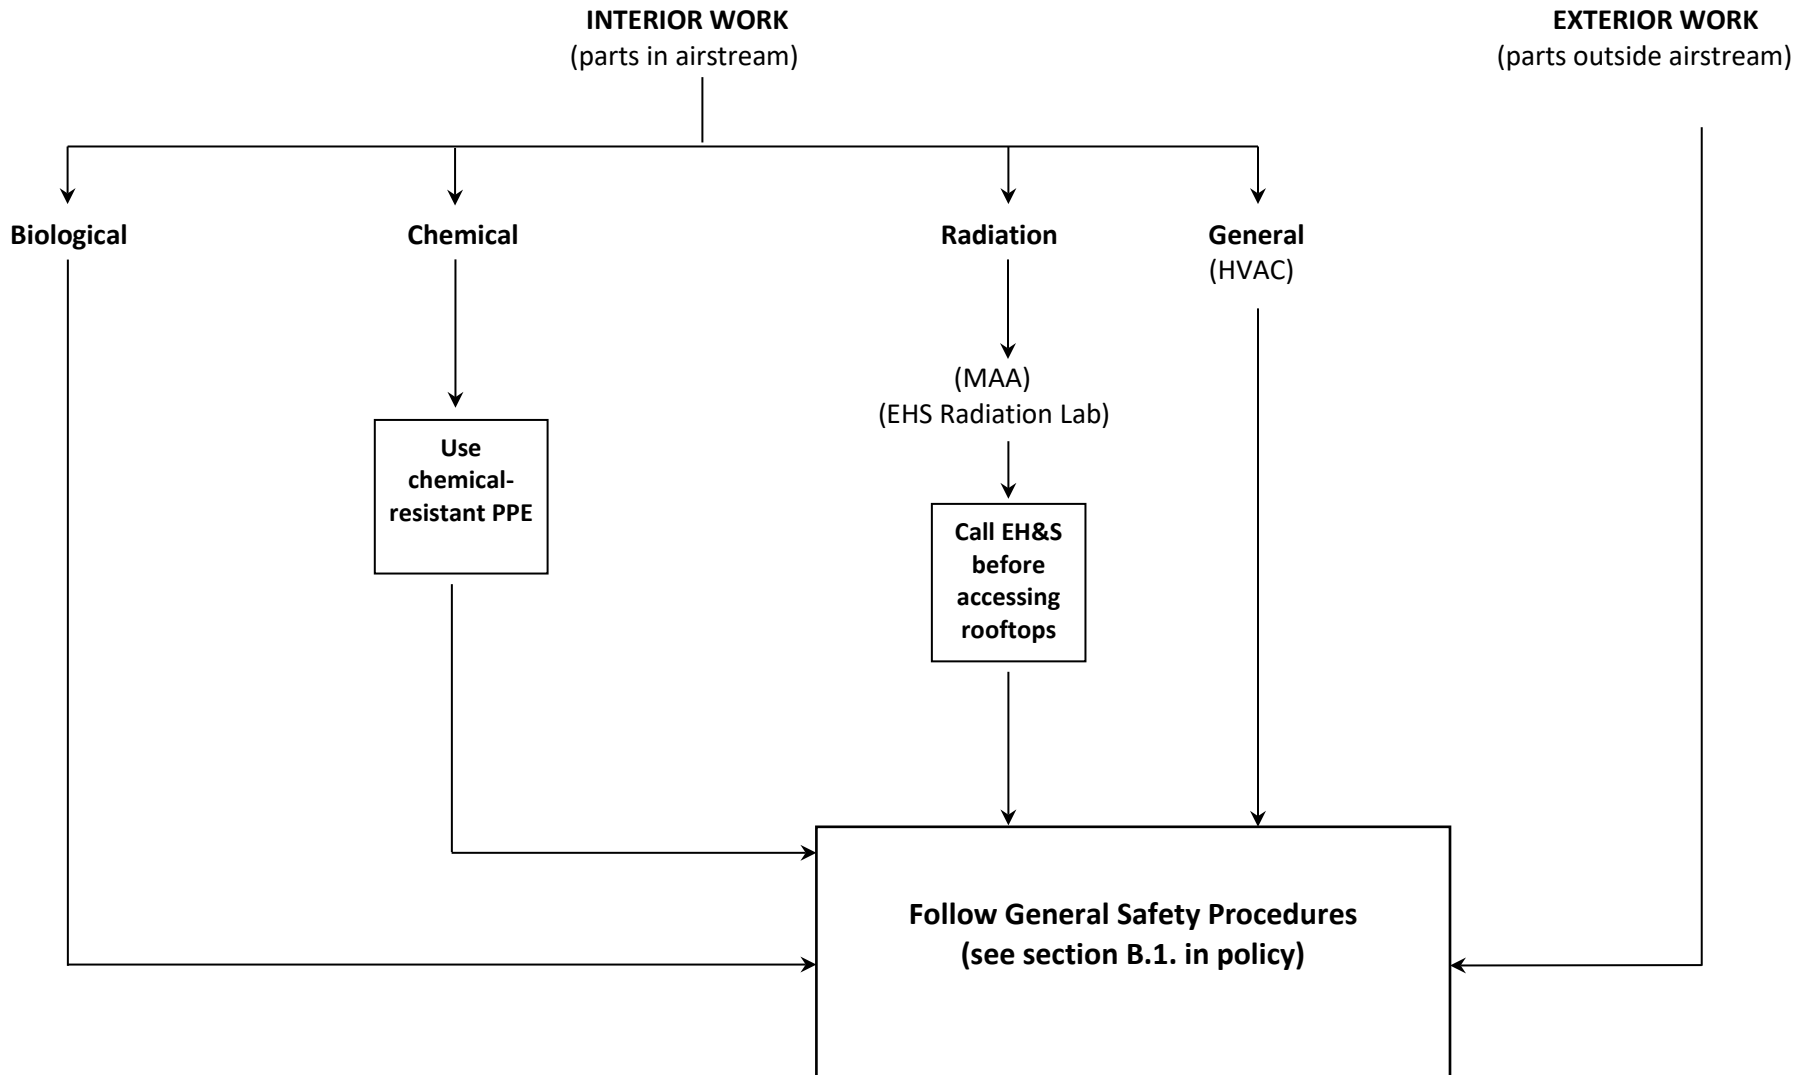 INTERIOR WORK
(parts in airstream)
EXTERIOR WORK
(parts outside airstream)
Biological
Chemical
Radiation
General
(HVAC)
(MAA)
(EHS Radiation Lab)
Use
chemical-
resistant PPE
Call EH&S
before
accessing
rooftops
Follow General Safety Procedures
(see section B.1. in policy)